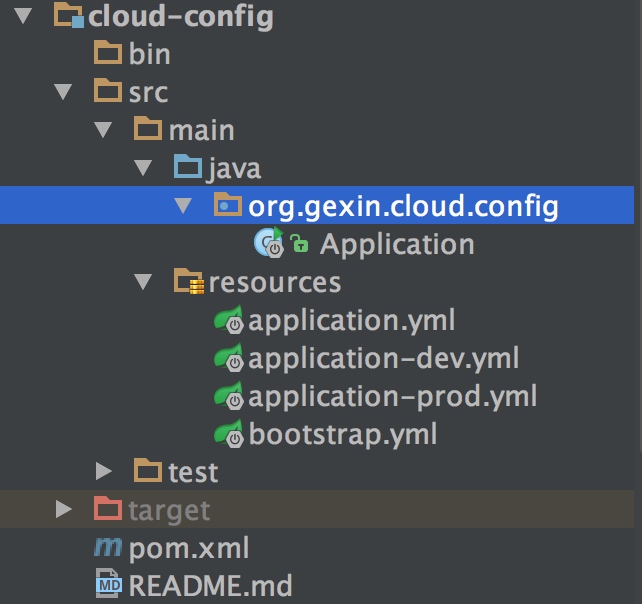 cloud-config
bin
src
main
java
org.gexin.cloud.config
Application
resources
application.yml
application-dev.yml
application-prod.yml
bootstrap.yml
test
target
pom.xml
README.md